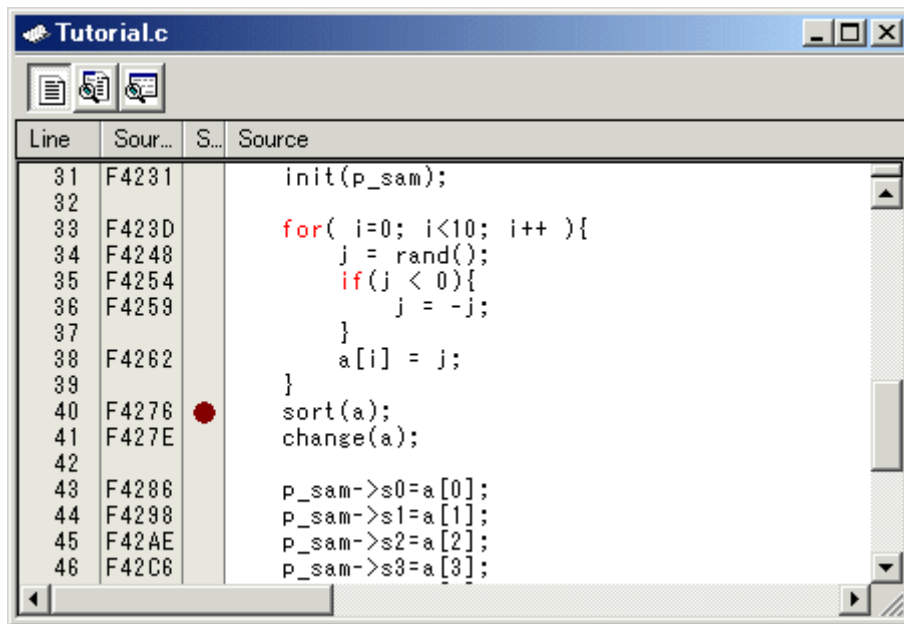 Tutorial.c
Line Sour... S... Source
31 F4231 init(p_sam);
32
33 F423D for( i=0; i<10; i++ ){
34 F4248 j = rand();
35 F4254 if(j < 0){
36 F4259 j = -j;
37 }
38 F4262 a[i] = j;
39 }
40 F4276 sort(a);
41 F427E change(a);
42
43 F4286 p_sam->s0=a[0];
44 F4298 p_sam->s1=a[1];
45 F42AE p_sam->s2=a[2];
46 F42C6 p_sam->s3=a[3];